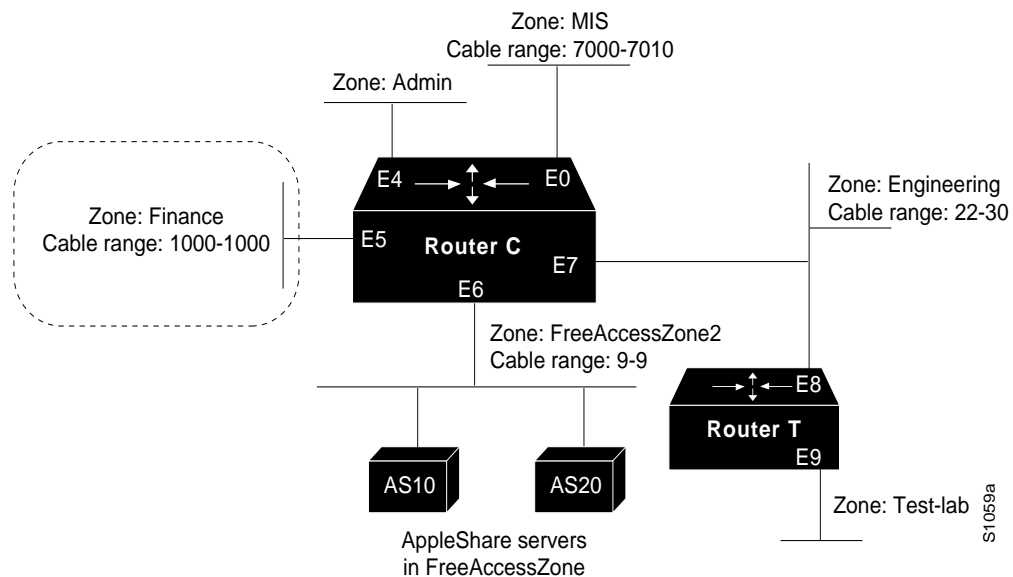 Zone: MIS
Cable range: 7000-7010
Zone: Admin
E4
E0
Zone: Engineering
Cable range: 22-30
Zone: Finance
Cable range: 1000-1000
E5
Router C
E7
E6
Zone: FreeAccessZone2
Cable range: 9-9
E8
Router T
E9
AS10
AS20
Zone: Test-lab
S1059a
AppleShare servers
in FreeAccessZone